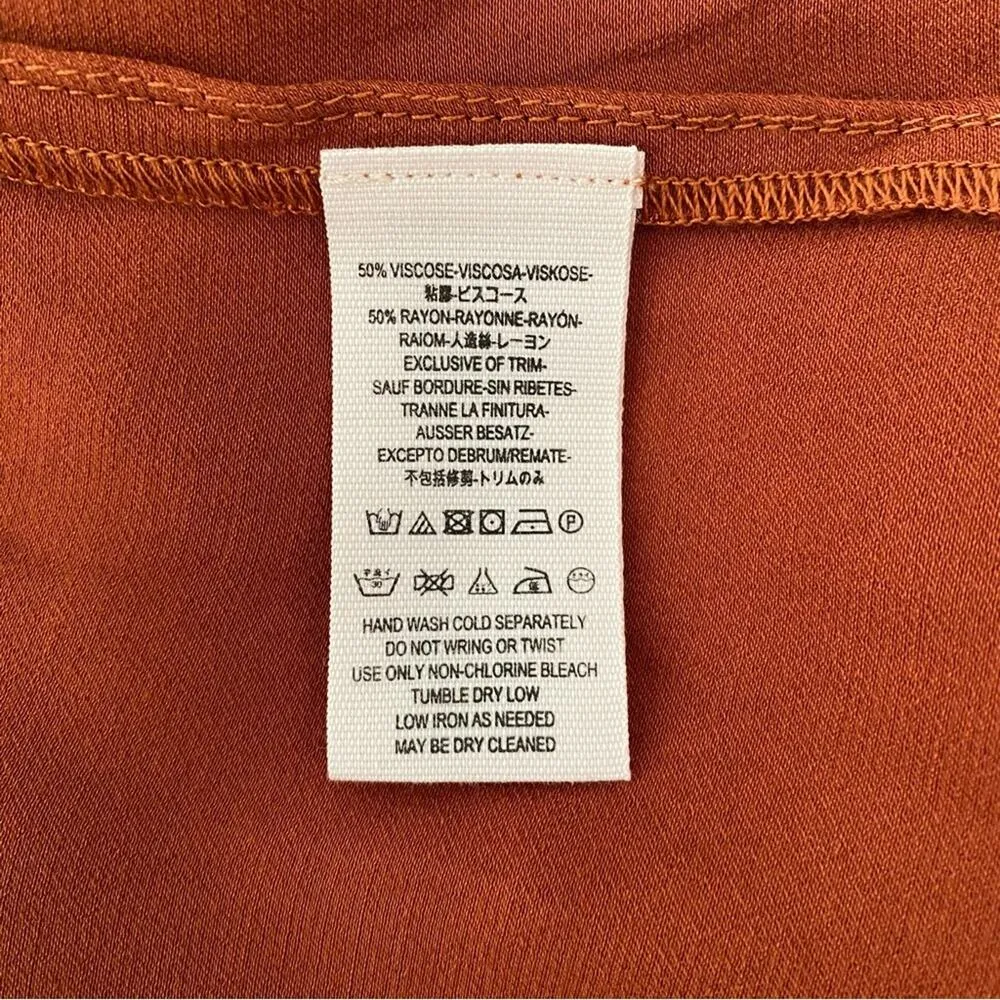 50% VISCOSE-VISCOSA-VISKOSE-
粘膠-ビスコース
50% RAYON-RAYONNE-RAYÓN-
RAIOM-人造絲-レーヨン
EXCLUSIVE OF TRIM-
SAUF BORDURE-SIN RIBETES-
TRANNE LA FINITURA-
AUSSER BESATZ-
EXCEPTO DEBRUM/REMATE-
不包括修剪-トリムのみ
P
30
HAND WASH COLD SEPARATELY
DO NOT WRING OR TWIST
USE ONLY NON-CHLORINE BLEACH
TUMBLE DRY LOW
LOW IRON AS NEEDED
MAY BE DRY CLEANED